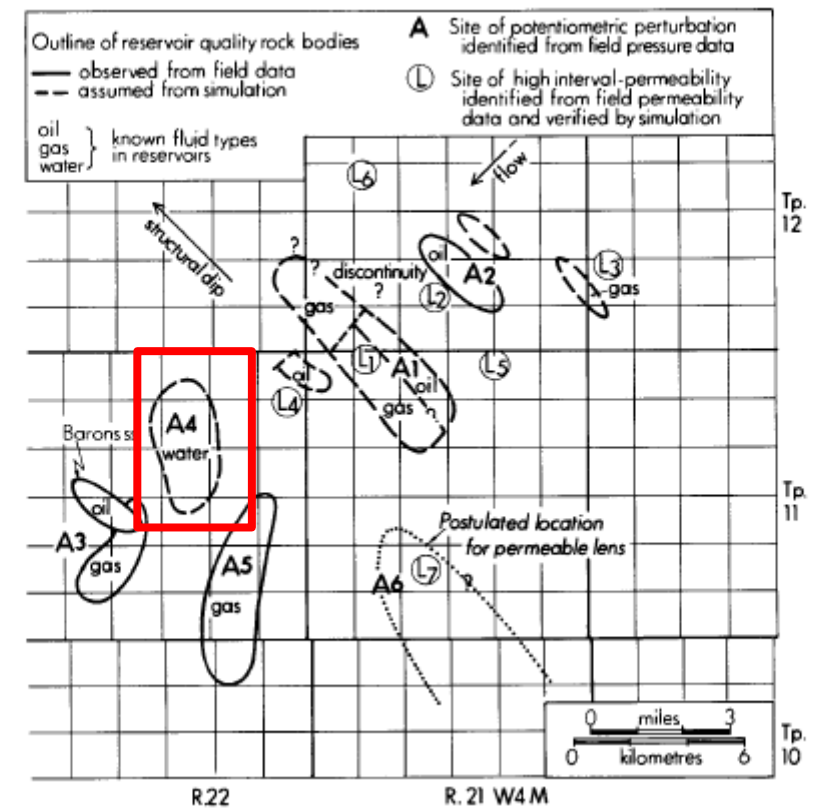 Outline of reservoir quality rock bodies
observed from field data
assumed from simulation
oil
gas
water
known fluid types
in reservoirs
A Site of potentiometric perturbation
identified from field pressure data
L Site of high interval-permeability
identified from field permeability
data and verified by simulation
L6
flow
Tp.
12
structural dip
?
?
discontinuity
?
oil
A2
L3
gas
L2
gas
L1
A1
oil
gas
L5
oil
L4
A4
water
Barons ss
oil
A3
gas
A5
gas
Tp.
11
Postulated location
for permeable lens
A6
L7
?
0 miles 3
0 kilometres 6
Tp.
10
R.22
R. 21 W4M